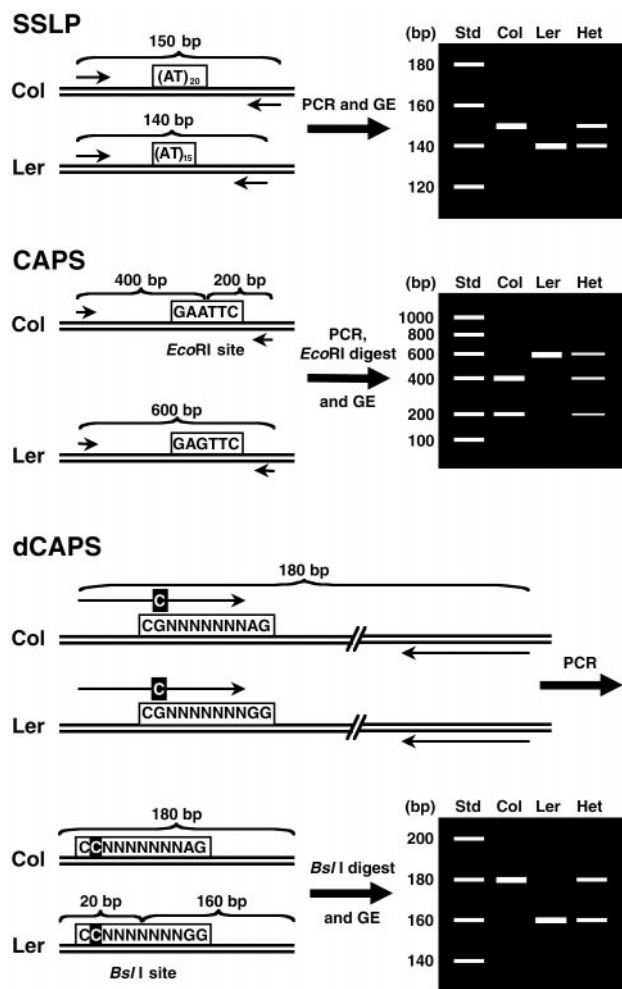 SSLP
150 bp
Col
(AT)20
140 bp
Ler
(AT)15
PCR and GE
(bp) Std Col Ler Het
180
160
140
120
CAPS
400 bp 200 bp
Col
GAATTC
EcoRI site
600 bp
Ler
GAGTTC
PCR,
EcoRI digest
and GE
(bp) Std Col Ler Het
1000
800
600
400
200
100
dCAPS
180 bp
C
Col
CGNNNNNNNAG
C
Ler
CGNNNNNNNGG
PCR
180 bp
Col
CCNNNNNNNAG
20 bp 160 bp
Ler
CCNNNNNNNGG
Bsl I site
Bsl I digest
and GE
(bp) Std Col Ler Het
200
180
160
140